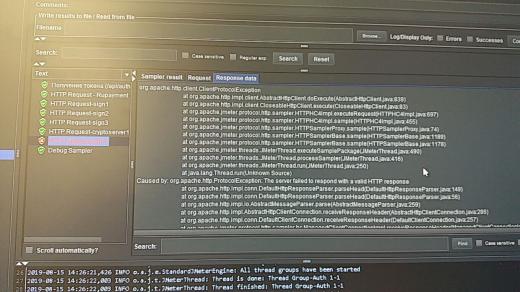 Comments:
Write results to file / Read from file
Filename
Browse...
Log/Display Only:
Errors
Successes
Search:
Case sensitive
Regular exp.
Search
Reset
Text
Sampler result
Request
Response data
Получение токена
HTTP Request - Repayment
HTTP Request-sign1
HTTP Request-sign2
HTTP Request-sign3
HTTP Request-cryptoserver1
Debug Sampler
org.apache.http.client.ClientProtocolException
at org.apache.http.impl.client.AbstractHttpClient.doExecute(AbstractHttpClient.java:839)
at org.apache.http.impl.client.CloseableHttpClient.execute(CloseableHttpClient.java:83)
at org.apache.jmeter.protocol.http.sampler.HTTPHC4Impl.executeRequest(HTTPHC4Impl.java:697)
at org.apache.jmeter.protocol.http.sampler.HTTPHC4Impl.sample(HTTPHC4Impl.java:455)
at org.apache.jmeter.protocol.http.sampler.HTTPSamplerProxy.sample(HTTPSamplerProxy.java:74)
at org.apache.jmeter.protocol.http.sampler.HTTPSamplerBase.sample(HTTPSamplerBase.java:1189)
at org.apache.jmeter.protocol.http.sampler.HTTPSamplerBase.sample(HTTPSamplerBase.java:1178)
at org.apache.jmeter.threads.JMeterThread.executeSamplePackage(JMeterThread.java:490)
at org.apache.jmeter.threads.JMeterThread.processSampler(JMeterThread.java:416)
at org.apache.jmeter.threads.JMeterThread.run(JMeterThread.java:250)
at java.lang.Thread.run(Unknown Source)
Caused by: org.apache.http.ProtocolException: The server failed to respond with a valid HTTP response
at org.apache.http.impl.conn.DefaultHttpResponseParser.parseHead(DefaultHttpResponseParser.java:149)
at org.apache.http.impl.conn.DefaultHttpResponseParser.parseHead(DefaultHttpResponseParser.java:56)
at org.apache.http.impl.io.AbstractMessageParser.parse(AbstractMessageParser.java:259)
at org.apache.http.impl.AbstractHttpClientConnection.receiveResponseHeader(AbstractHttpClientConnection.java:286)
at org.apache.http.impl.conn.DefaultClientConnection.receiveResponseHeader(DefaultClientConnection.java:257)
Scroll automatically?
Search:
Find
Case sensitive
26 2019-08-15 14:26:21,626 INFO o.a.j.e.StandardJMeterEngine: All thread groups have been started
27 2019-08-15 14:26:22,003 INFO o.a.j.t.JMeterThread: Thread is done: Thread Group-Auth 1-1
28 2019-08-15 14:26:22,003 INFO o.a.j.t.JMeterThread: Thread finished: Thread Group-Auth 1-1